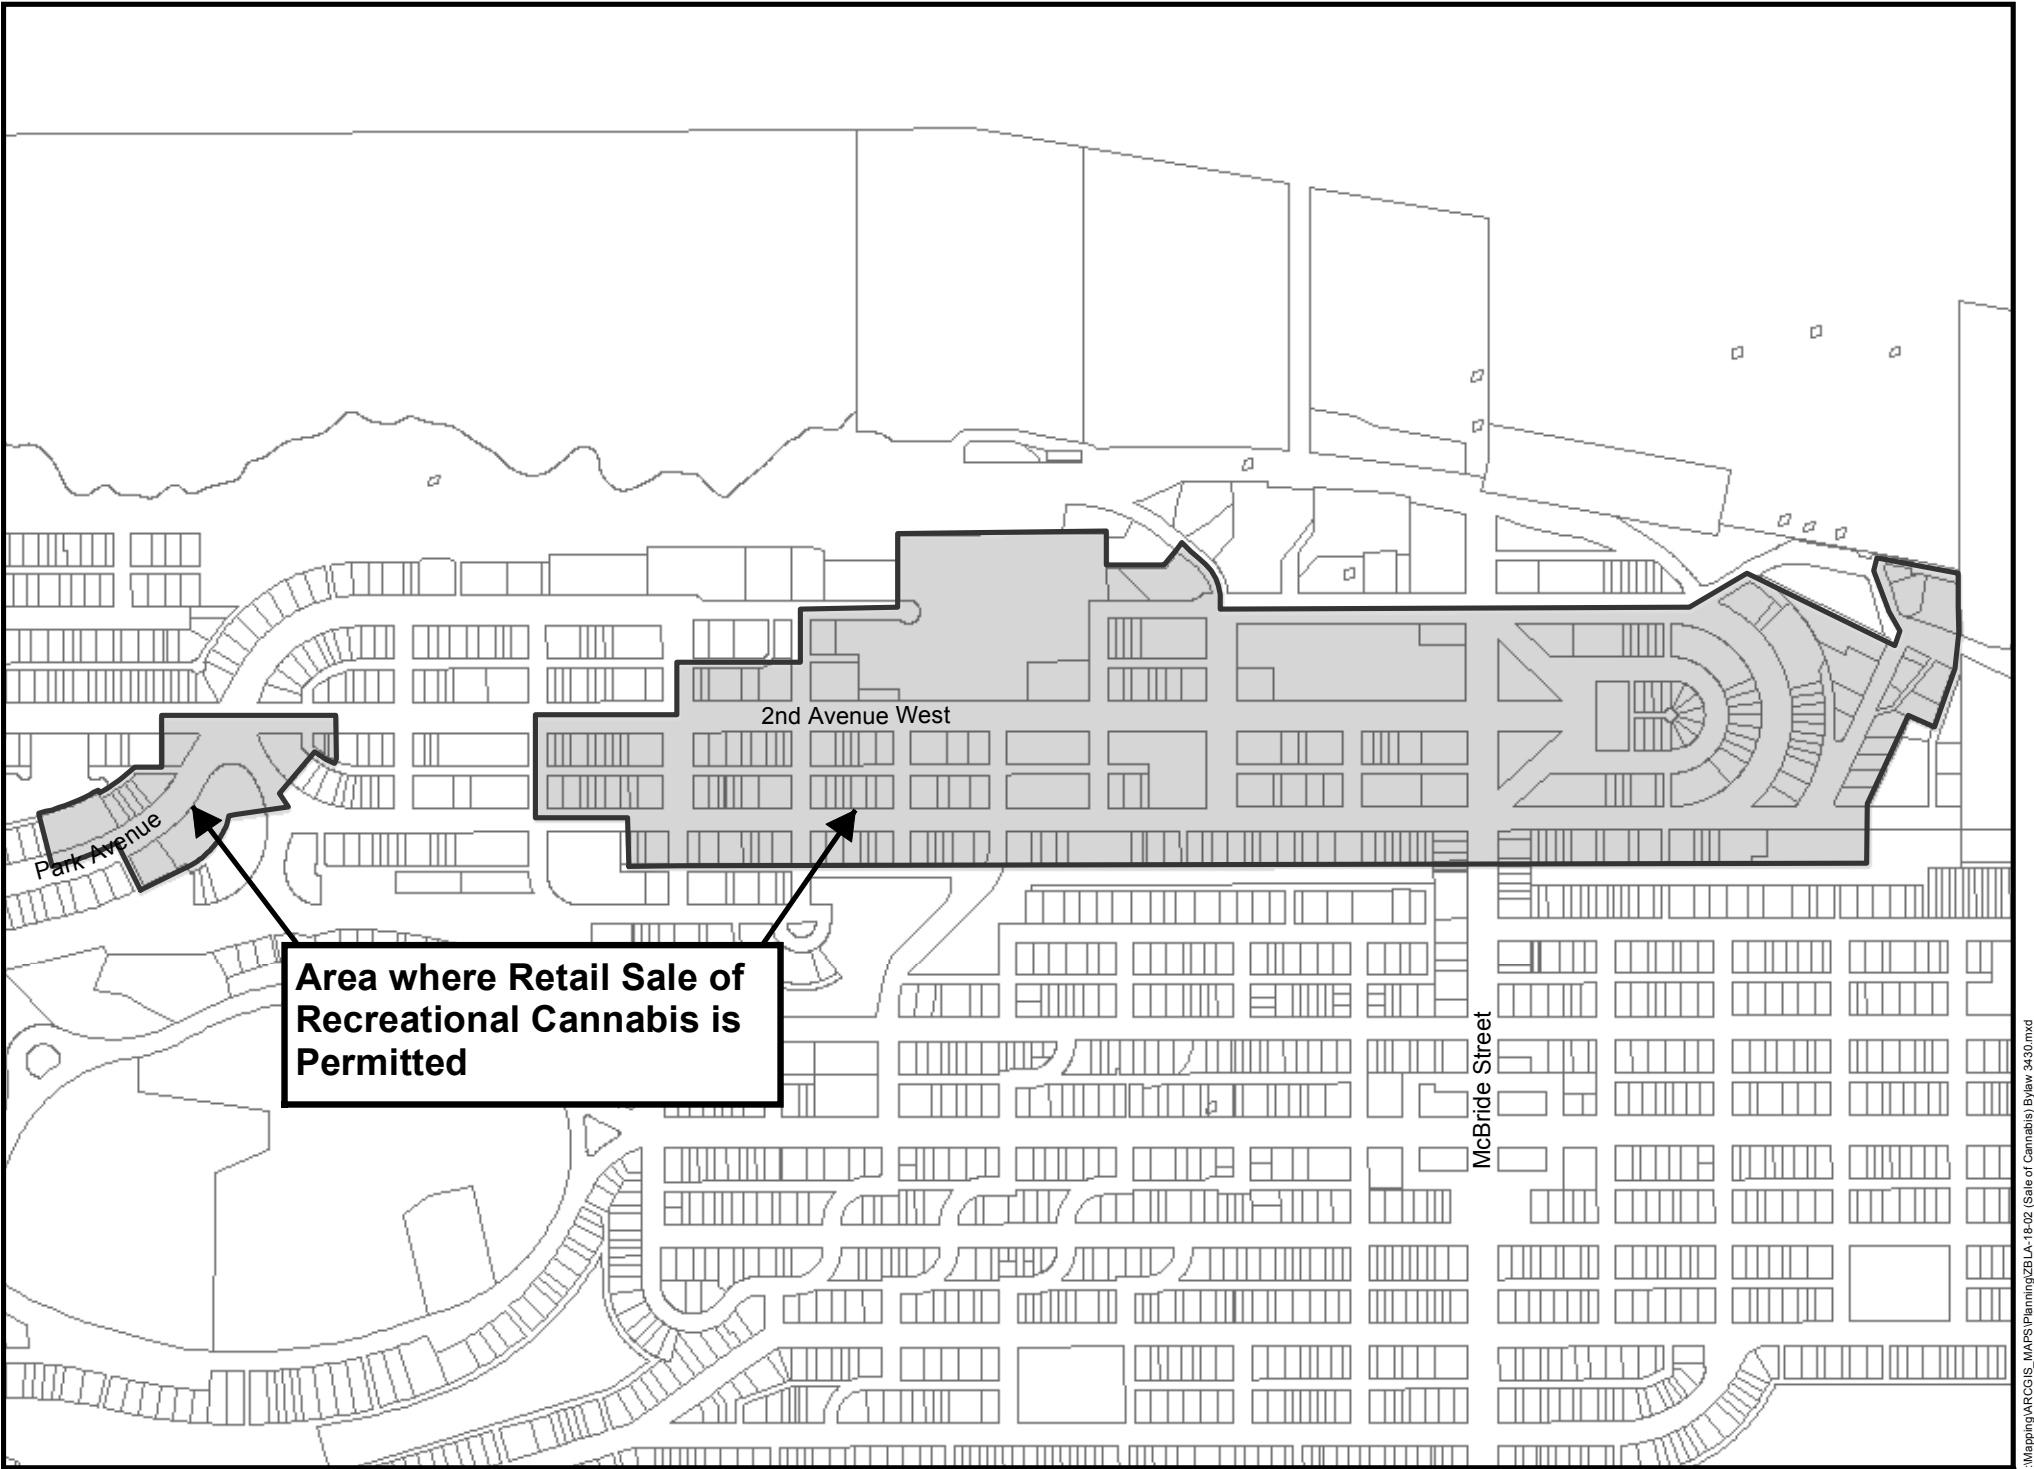 2nd Avenue West
Park Avenue
Area where Retail Sale of
Recreational Cannabis is
Permitted
McBride Street
:\Mapping\ARCGIS_MAPS\Planning\ZBLA-18-02 (Sale of Cannabis) Bylaw 3430.mxd